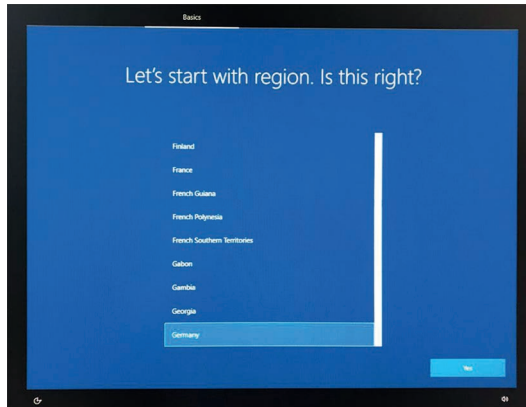 Basics
Let's start with region. Is this right?
Finland
France
French Guiana
French Polynesia
French Southern Territories
Gabon
Gambia
Georgia
Germany
Yes